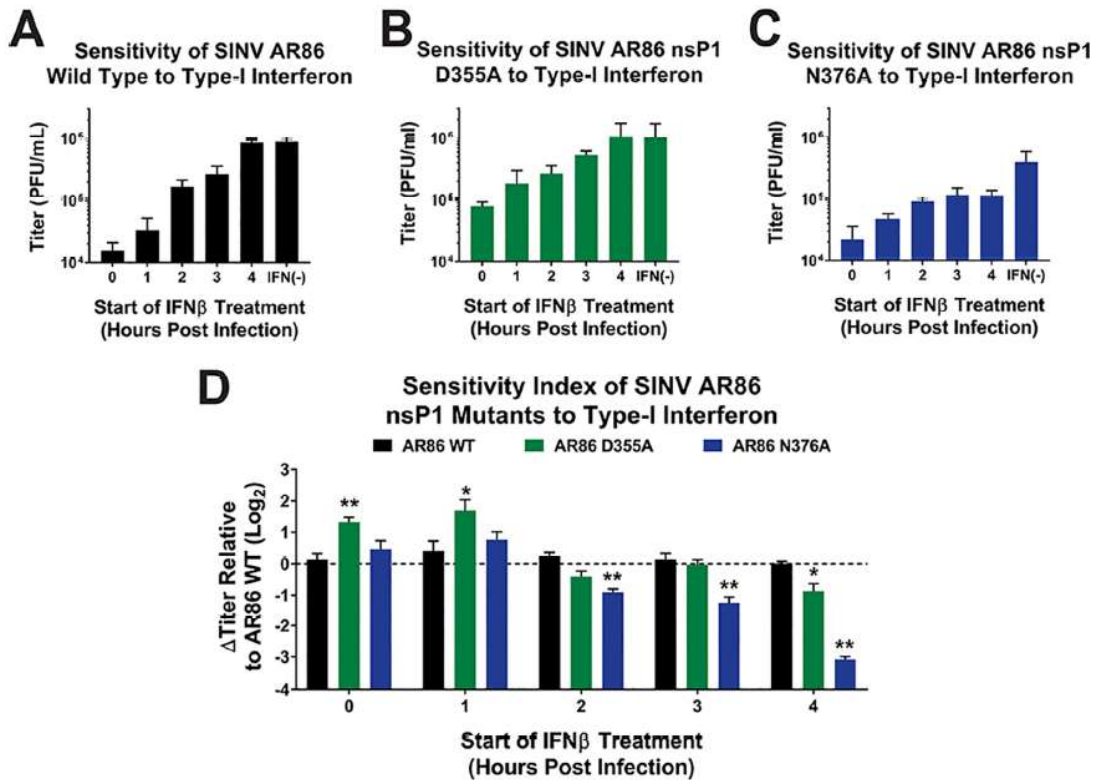 A
Sensitivity of SINV AR86
Wild Type to Type-I Interferon
Titer (PFU/mL)
10⁶
10⁵
10⁴
0 1 2 3 4 IFN(-)
Start of IFNβ Treatment
(Hours Post Infection)
B
Sensitivity of SINV AR86 nsP1
D355A to Type-I Interferon
Titer (PFU/ml)
10⁶
10⁵
10⁴
0 1 2 3 4 IFN(-)
Start of IFNβ Treatment
(Hours Post Infection)
C
Sensitivity of SINV AR86 nsP1
N376A to Type-I Interferon
Titer (PFU/ml)
10⁶
10⁵
10⁴
0 1 2 3 4 IFN(-)
Start of IFNβ Treatment
(Hours Post Infection)
D
Sensitivity Index of SINV AR86
nsP1 Mutants to Type-I Interferon
AR86 WT AR86 D355A AR86 N376A
ΔTiter Relative
to AR86 WT (Log₂)
3
2
1
0
-1
-2
-3
-4
** * ** ** * **
0 1 2 3 4
Start of IFNβ Treatment
(Hours Post Infection)